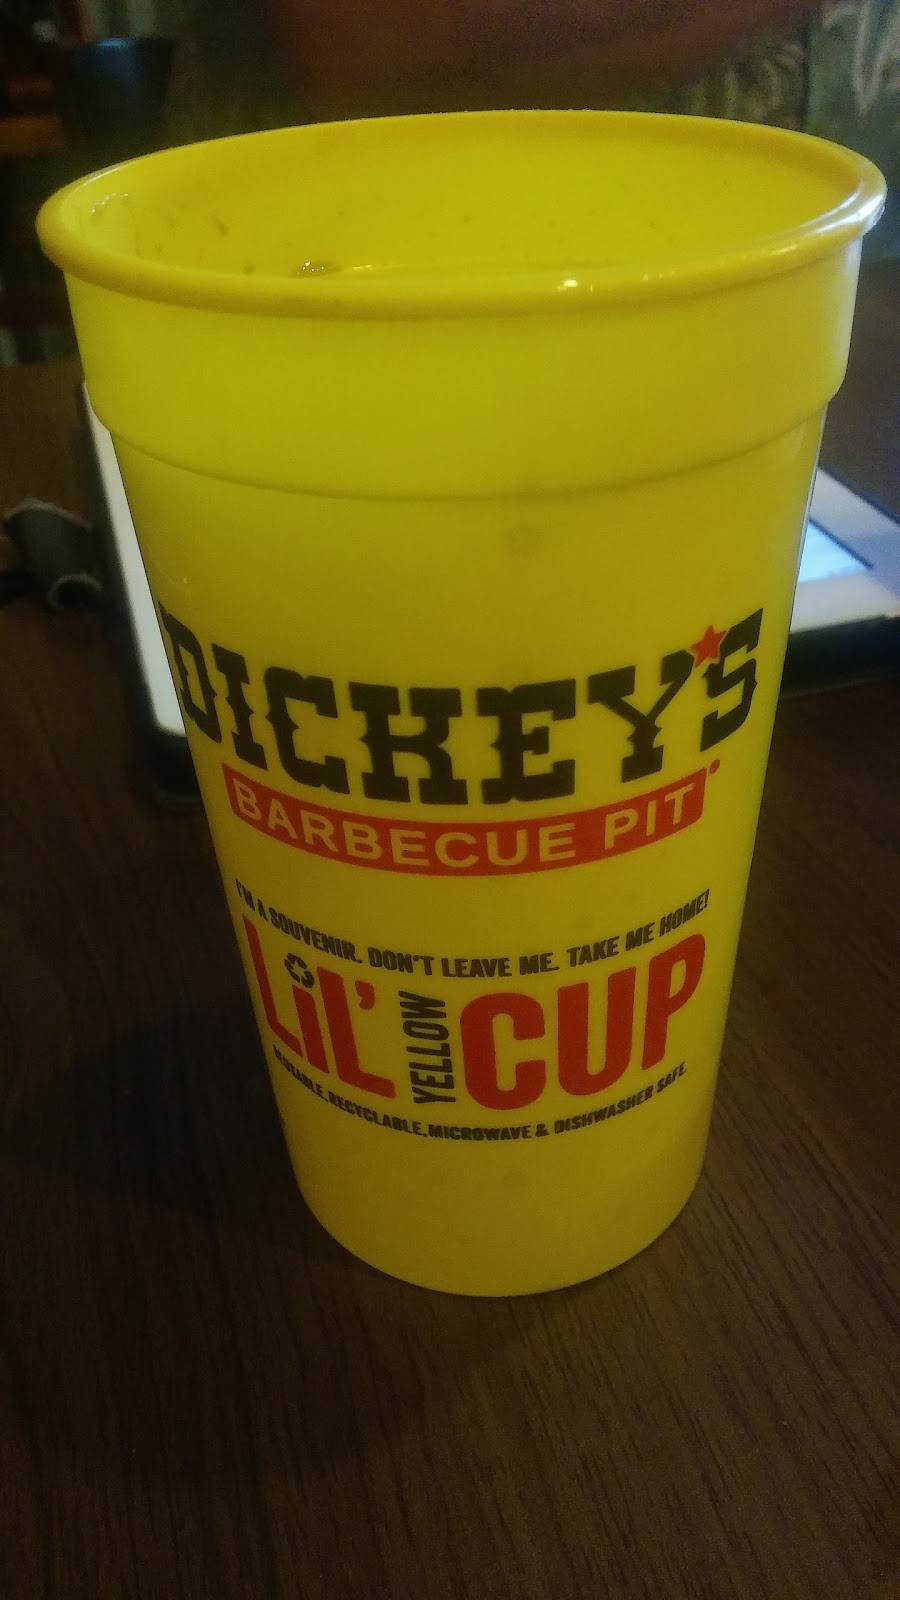 DICKEY'S
BARBECUE PIT
I'M A SOUVENIR. DON'T LEAVE ME. TAKE ME HOME!
LiL' YELLOW CUP
REUSABLE, RECYCLABLE, MICROWAVE & DISHWASHER SAFE